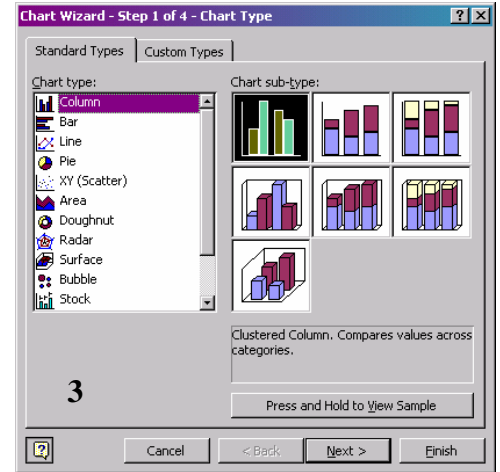 Chart Wizard - Step 1 of 4 - Chart Type
Standard Types
Custom Types
Chart type:
Chart sub-type:
Column
Bar
Line
Pie
XY (Scatter)
Area
Doughnut
Radar
Surface
Bubble
Stock
Clustered Column. Compares values across
categories.
3
Press and Hold to View Sample
Cancel
< Back
Next >
Finish